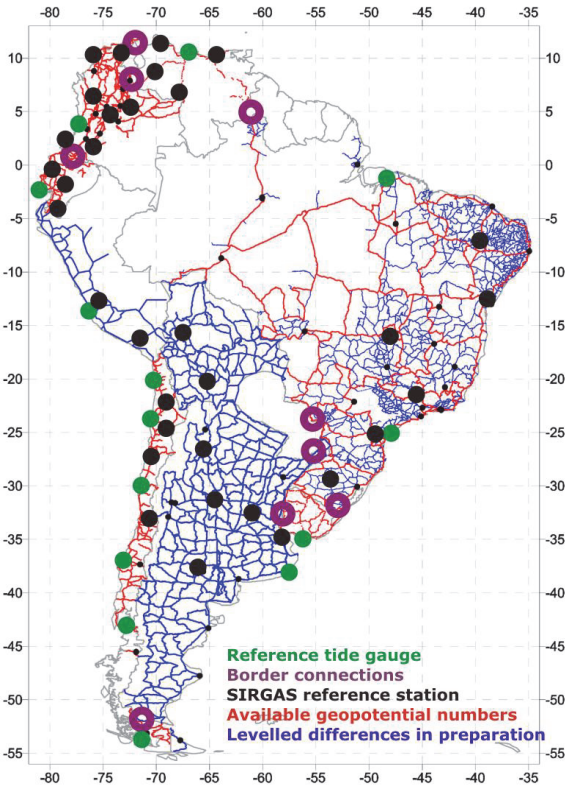 -80 -75 -70 -65 -60 -55 -50 -45 -40 -35
10 10
5 5
0 0
-5 -5
-10 -10
-15 -15
-20 -20
-25 -25
-30 -30
-35 -35
-40 -40
-45 -45
Reference tide gauge
Border connections
SIRGAS reference station
-50 -50
Available geopotential numbers
Levelled differences in preparation
-55 -55
-80 -75 -70 -65 -60 -55 -50 -45 -40 -35